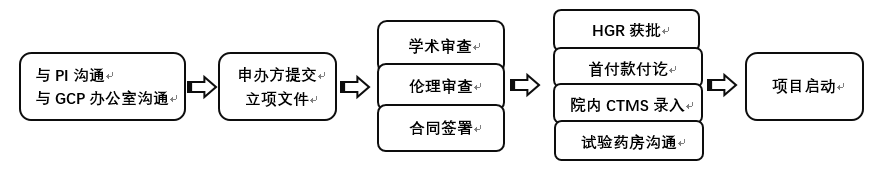 与 PI 沟通
与 GCP 办公室沟通
申办方提交
立项文件
学术审查
伦理审查
合同签署
HGR 获批
首付款付讫
院内 CTMS 录入
试验药房沟通
项目启动